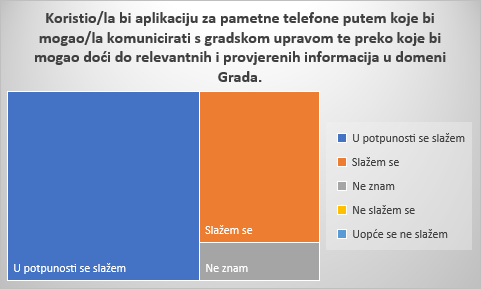 Koristio/la bi aplikaciju za pametne telefone putem koje bi
mogao/la komunicirati s gradskom upravom te preko koje bi
mogao doći do relevantnih i provjerenih informacija u domeni
Grada.
U potpunosti se slažem
Slažem se
Ne znam
U potpunosti se slažem
Slažem se
Ne znam
Ne slažem se
Uopće se ne slažem